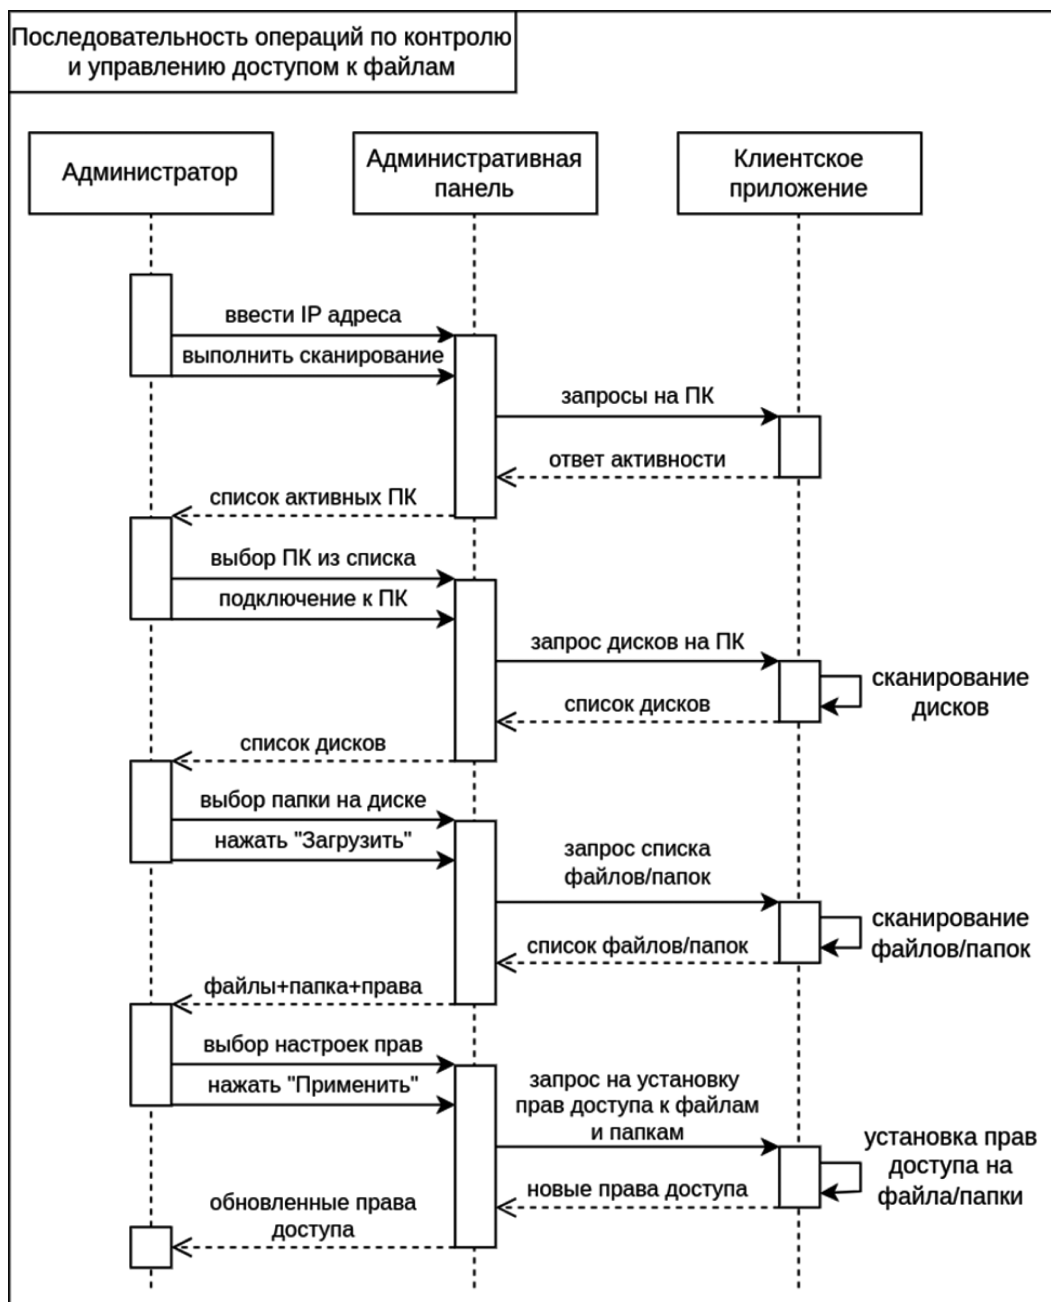 Последовательность операций по контролю
и управлению доступом к файлам
Администратор
Административная
панель
Клиентское
приложение
ввести IP адреса
выполнить сканирование
запросы на ПК
ответ активности
список активных ПК
выбор ПК из списка
подключение к ПК
запрос дисков на ПК
сканирование
дисков
список дисков
список дисков
выбор папки на диске
нажать "Загрузить"
запрос списка
файлов/папок
сканирование
файлов/папок
список файлов/папок
файлы+папка+права
выбор настроек прав
нажать "Применить"
запрос на установку
прав доступа к файлам
и папкам
установка прав
доступа на
файла/папки
новые права доступа
обновленные права
доступа